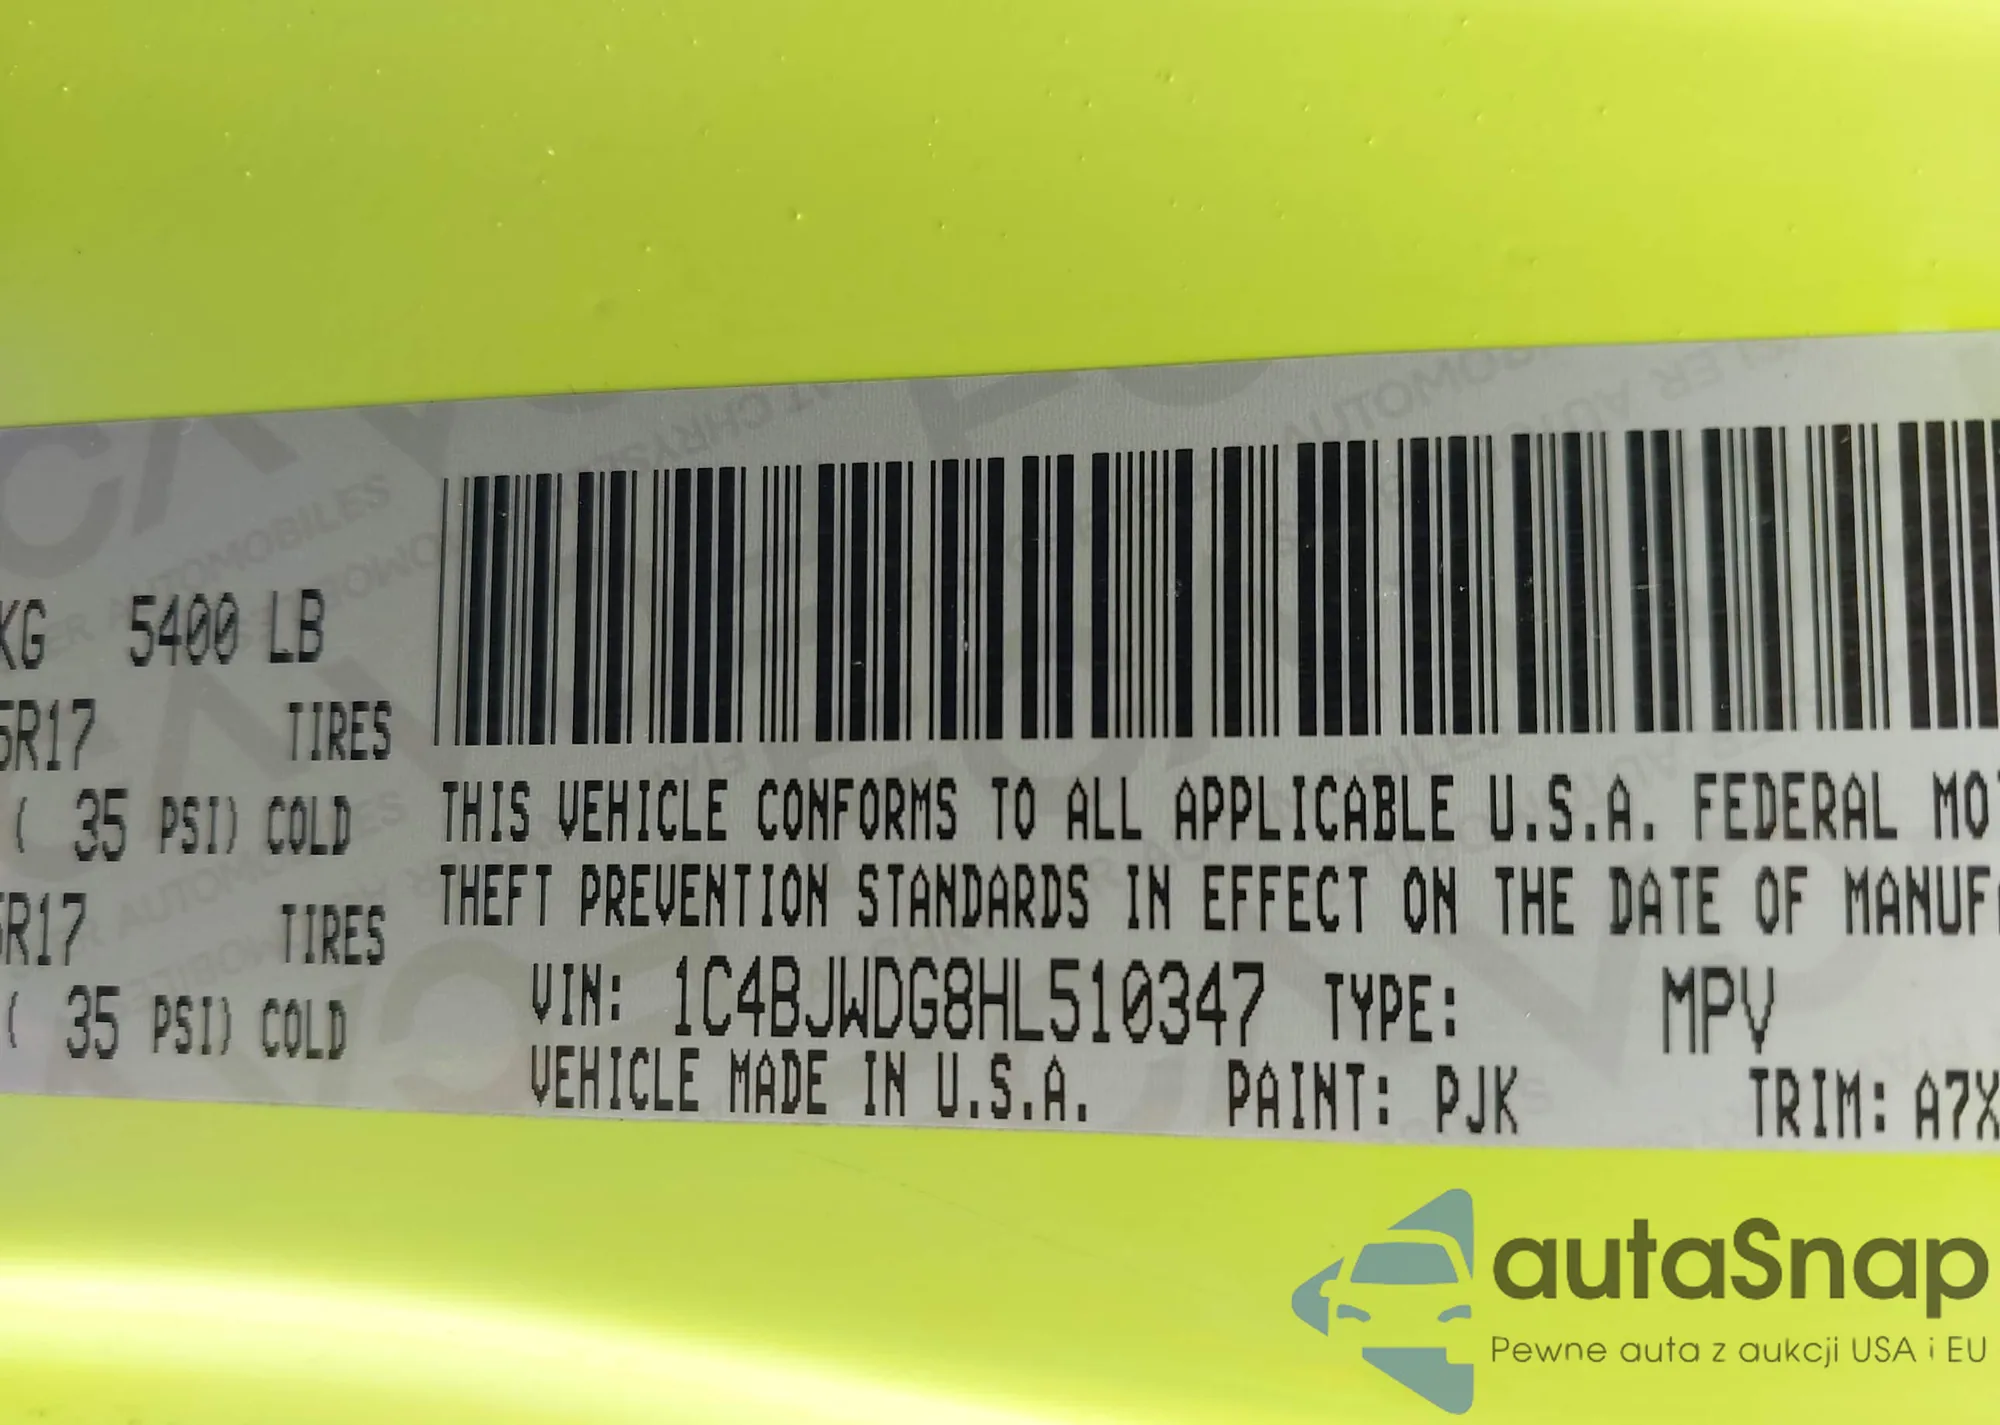 KG 5400 LB
5R17 TIRES
( 35 PSI) COLD
5R17 TIRES
( 35 PSI) COLD
THIS VEHICLE CONFORMS TO ALL APPLICABLE U.S.A. FEDERAL MOT
THEFT PREVENTION STANDARDS IN EFFECT ON THE DATE OF MANUFA
VIN: 1C4BJWDG8HL510347 TYPE: MPV
VEHICLE MADE IN U.S.A. PAINT: PJK TRIM: A7X
autaSnap
Pewne auta z aukcji USA i EU